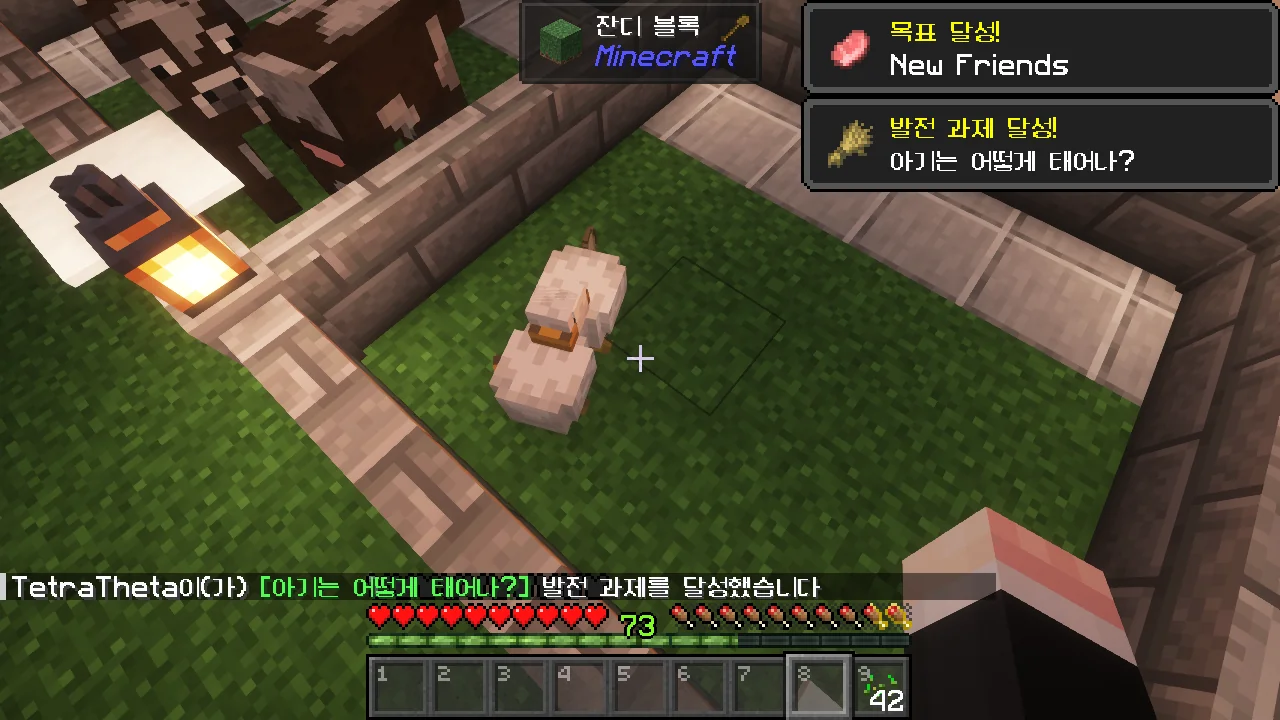 잔디 블록
Minecraft
목표 달성!
New Friends
발전 과제 달성!
아기는 어떻게 태어나?
TetraTheta이(가) [아기는 어떻게 태어나?] 발전 과제를 달성했습니다
73
1 2 3 4 5 6 7 8 9
42